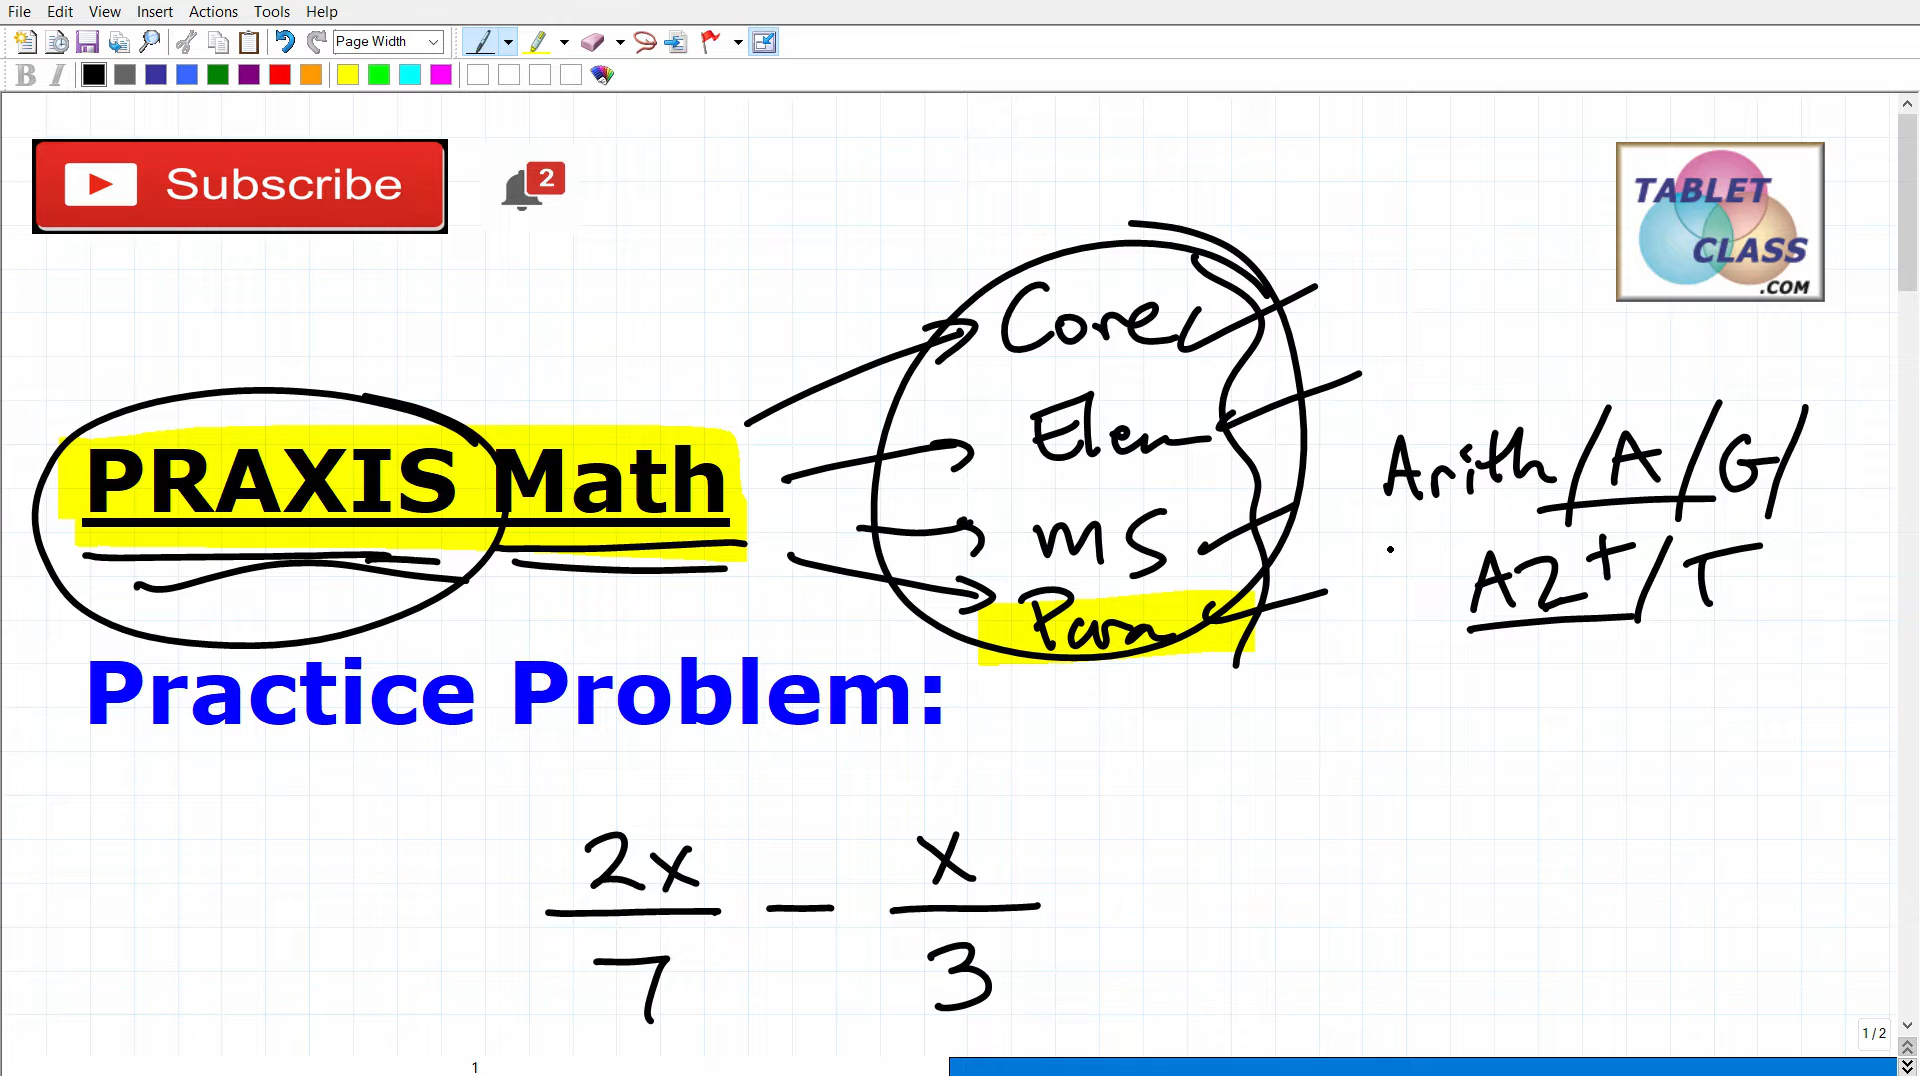 File Edit View Insert Actions Tools Help
Page Width
B I
Subscribe 2
TABLET
CLASS
.COM
Core
Elem
Arith/A/G/
PRAXIS Math
MS
A2+/T
Para
Practice Problem:
2x/7 - x/3
1/2
1